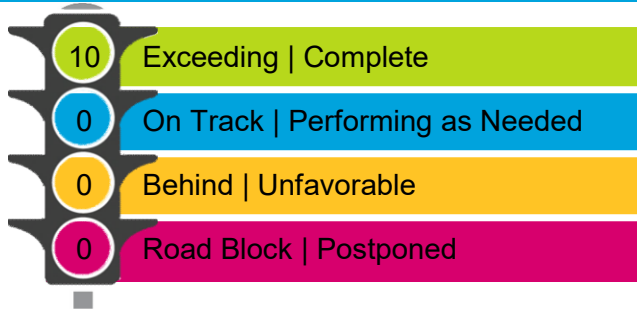 10 Exceeding | Complete
0 On Track | Performing as Needed
0 Behind | Unfavorable
0 Road Block | Postponed